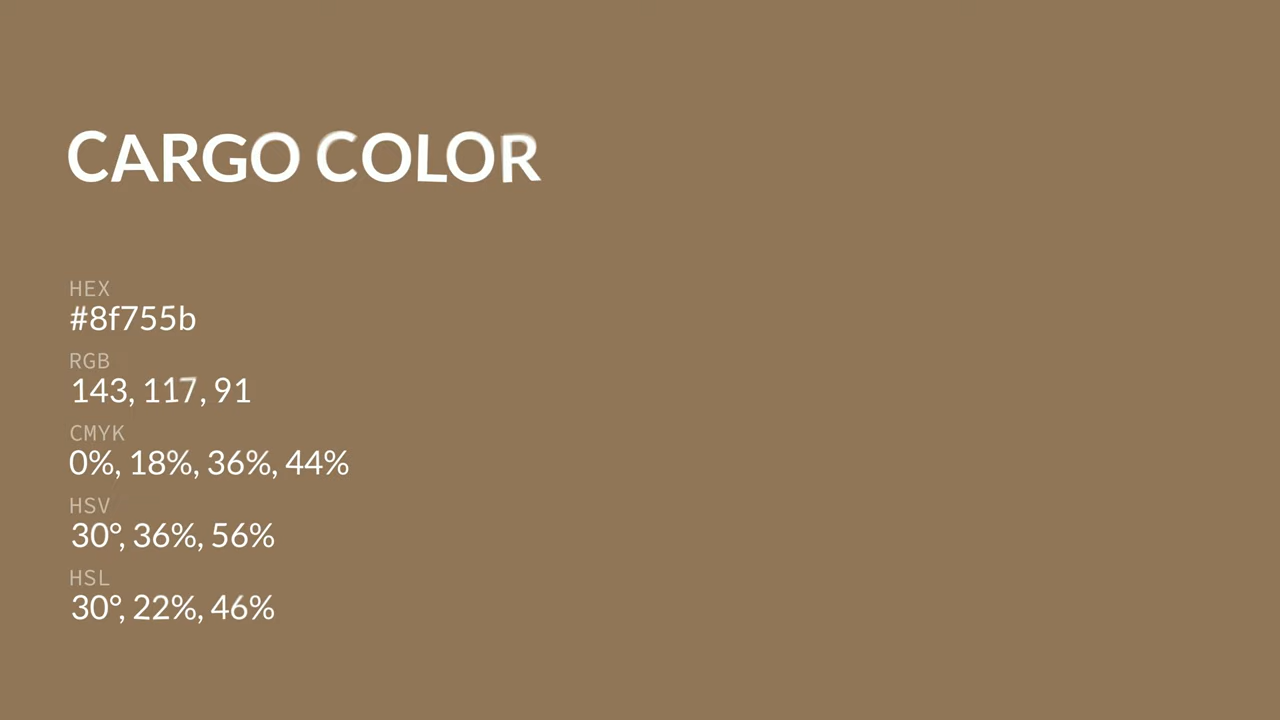 CARGO COLOR
HEX
#8f755b
RGB
143, 117, 91
CMYK
0%, 18%, 36%, 44%
HSV
30°, 36%, 56%
HSL
30°, 22%, 46%